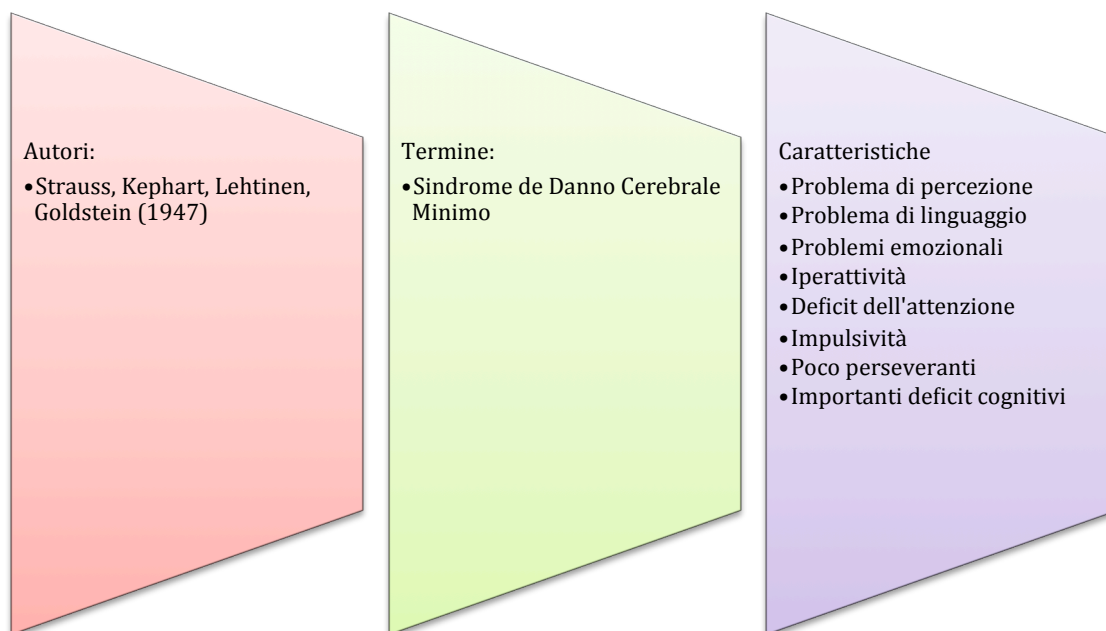 Autori:
•Strauss, Kephart, Lehtinen,
Goldstein (1947)
Termine:
•Sindrome de Danno Cerebrale
Minimo
Caratteristiche
•Problema di percezione
•Problema di linguaggio
•Problemi emozionali
•Iperattività
•Deficit dell'attenzione
•Impulsività
•Poco perseveranti
•Importanti deficit cognitivi